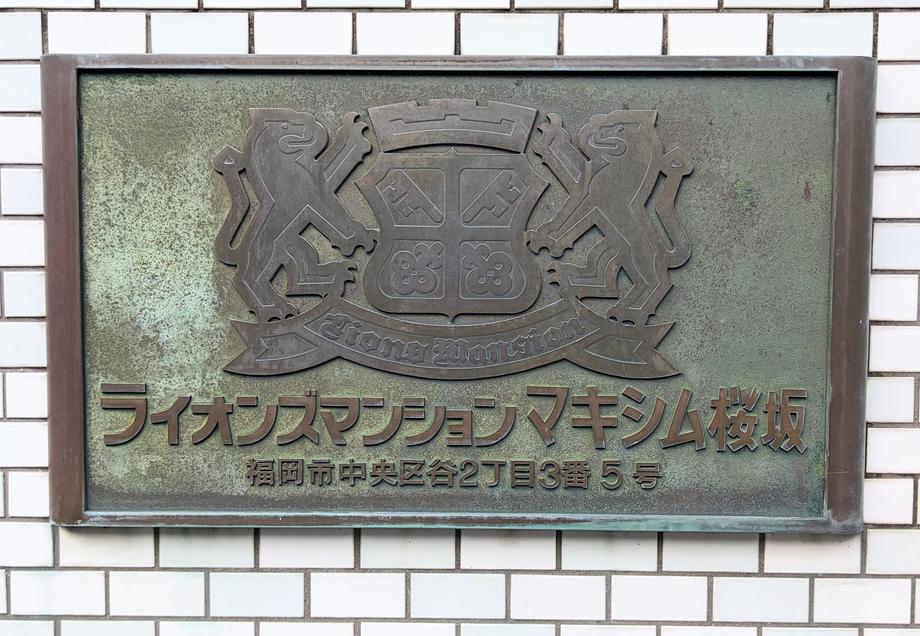 Lions Mansion
ライオンズマンションマキシム桜坂
福岡市中央区谷2丁目3番5号